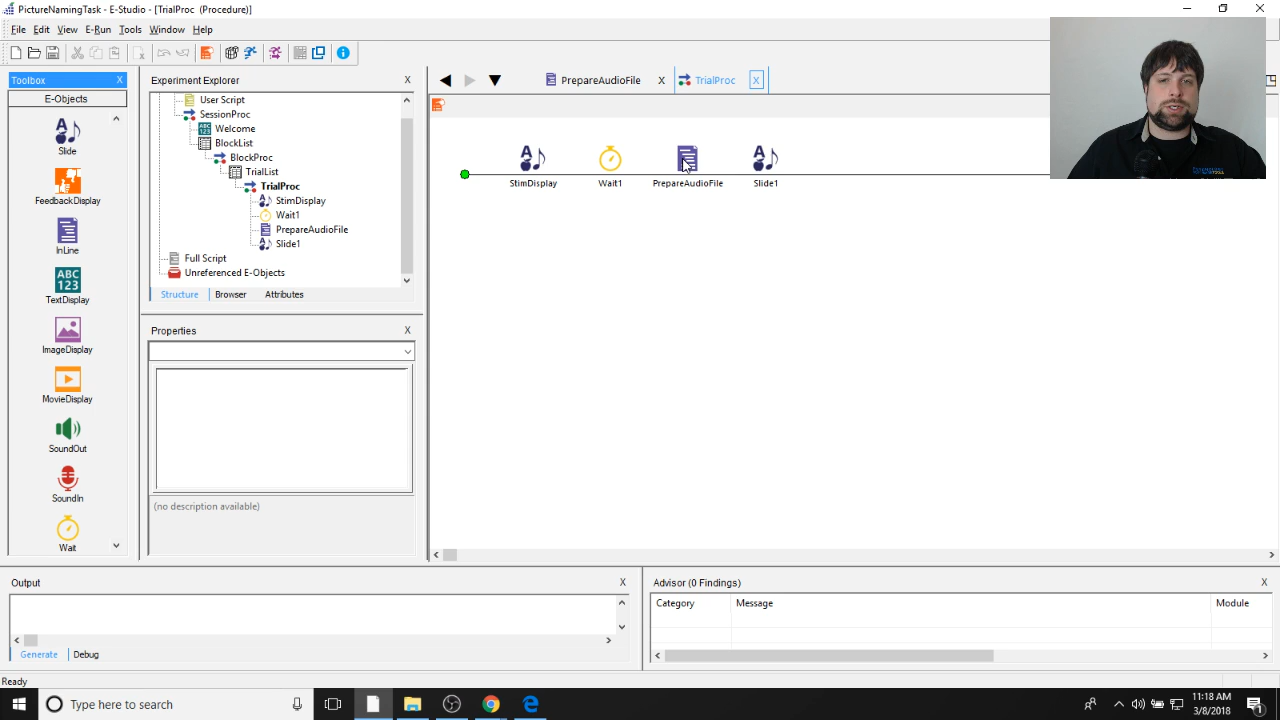 PictureNamingTask - E-Studio - [TrialProc (Procedure)]
File Edit View E-Run Tools Window Help
Toolbox X
E-Objects
Slide
FeedbackDisplay
InLine
ABC
123
TextDisplay
ImageDisplay
MovieDisplay
SoundOut
SoundIn
Wait
Experiment Explorer X
User Script
SessionProc
Welcome
BlockList
BlockProc
TrialList
TrialProc
StimDisplay
Wait1
PrepareAudioFile
Slide1
Full Script
Unreferenced E-Objects
Structure Browser Attributes
Properties X
(no description available)
PrepareAudioFile X TrialProc X
StimDisplay Wait1 PrepareAudioFile Slide1
Output X
Generate Debug
Advisor (0 Findings) X
Category Message Module
Ready
Type here to search
11:18 AM
3/8/2018
1